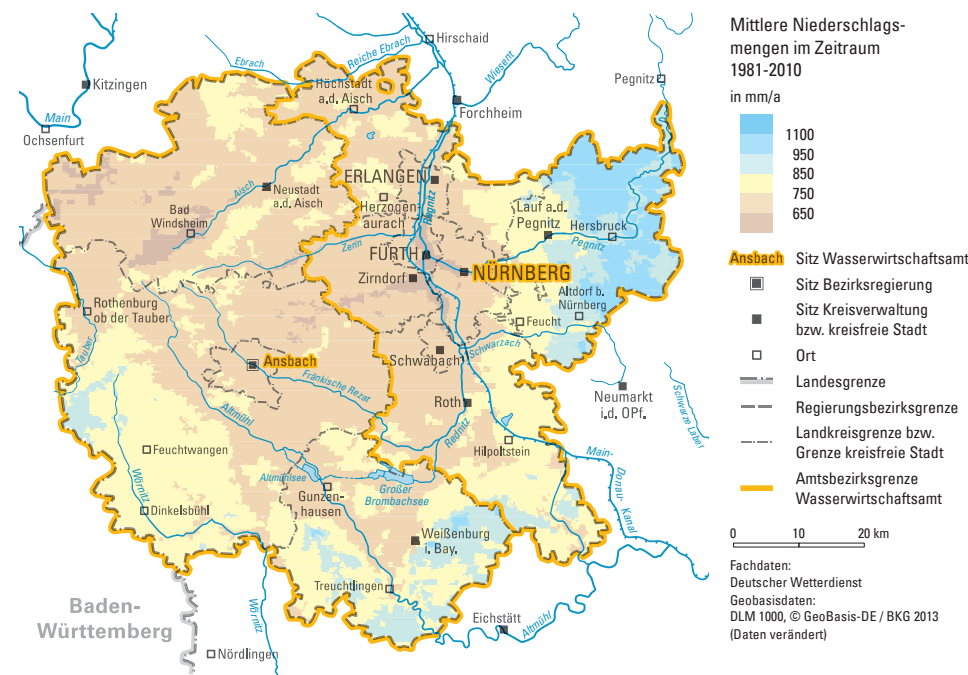 Hirschaid
Ebrach
Reiche Ebrach
Wiesent
Pegnitz
Kitzingen
Höchstadt
a.d. Aisch
Forchheim
Main
Ochsenfurt
ERLANGEN
Aisch
Neustadt
a.d. Aisch
Herzogen-
aurach
Regnitz
Lauf a.d.
Pegnitz
Hersbruck
Pegnitz
Bad
Windsheim
Zenn
FÜRTH
Zirndorf
NÜRNBERG
Altdorf b.
Nürnberg
Rothenburg
ob der Tauber
Feucht
Tauber
Ansbach
Schwabach
Schwarzach
Fränkische Rezat
Roth
Neumarkt
i.d. OPf.
Schwarze Laber
Altmühl
Rednitz
Feuchtwangen
Hilpoltstein
Main-
Donau-
Kanal
Wörnitz
Altmühlsee
Gunzen-
hausen
Großer
Brombachsee
Dinkelsbühl
Weißenburg
i. Bay.
Treuchtlingen
Baden-
Württemberg
Wörnitz
Eichstätt
Altmühl
Nördlingen
Mittlere Niederschlags-
mengen im Zeitraum
1981-2010
in mm/a
1100
950
850
750
650
Ansbach Sitz Wasserwirtschaftsamt
Sitz Bezirksregierung
Sitz Kreisverwaltung
bzw. kreisfreie Stadt
Ort
Landesgrenze
Regierungsbezirksgrenze
Landkreisgrenze bzw.
Grenze kreisfreie Stadt
Amtsbezirksgrenze
Wasserwirtschaftsamt
0 10 20 km
Fachdaten:
Deutscher Wetterdienst
Geobasisdaten:
DLM 1000, © GeoBasis-DE / BKG 2013
(Daten verändert)